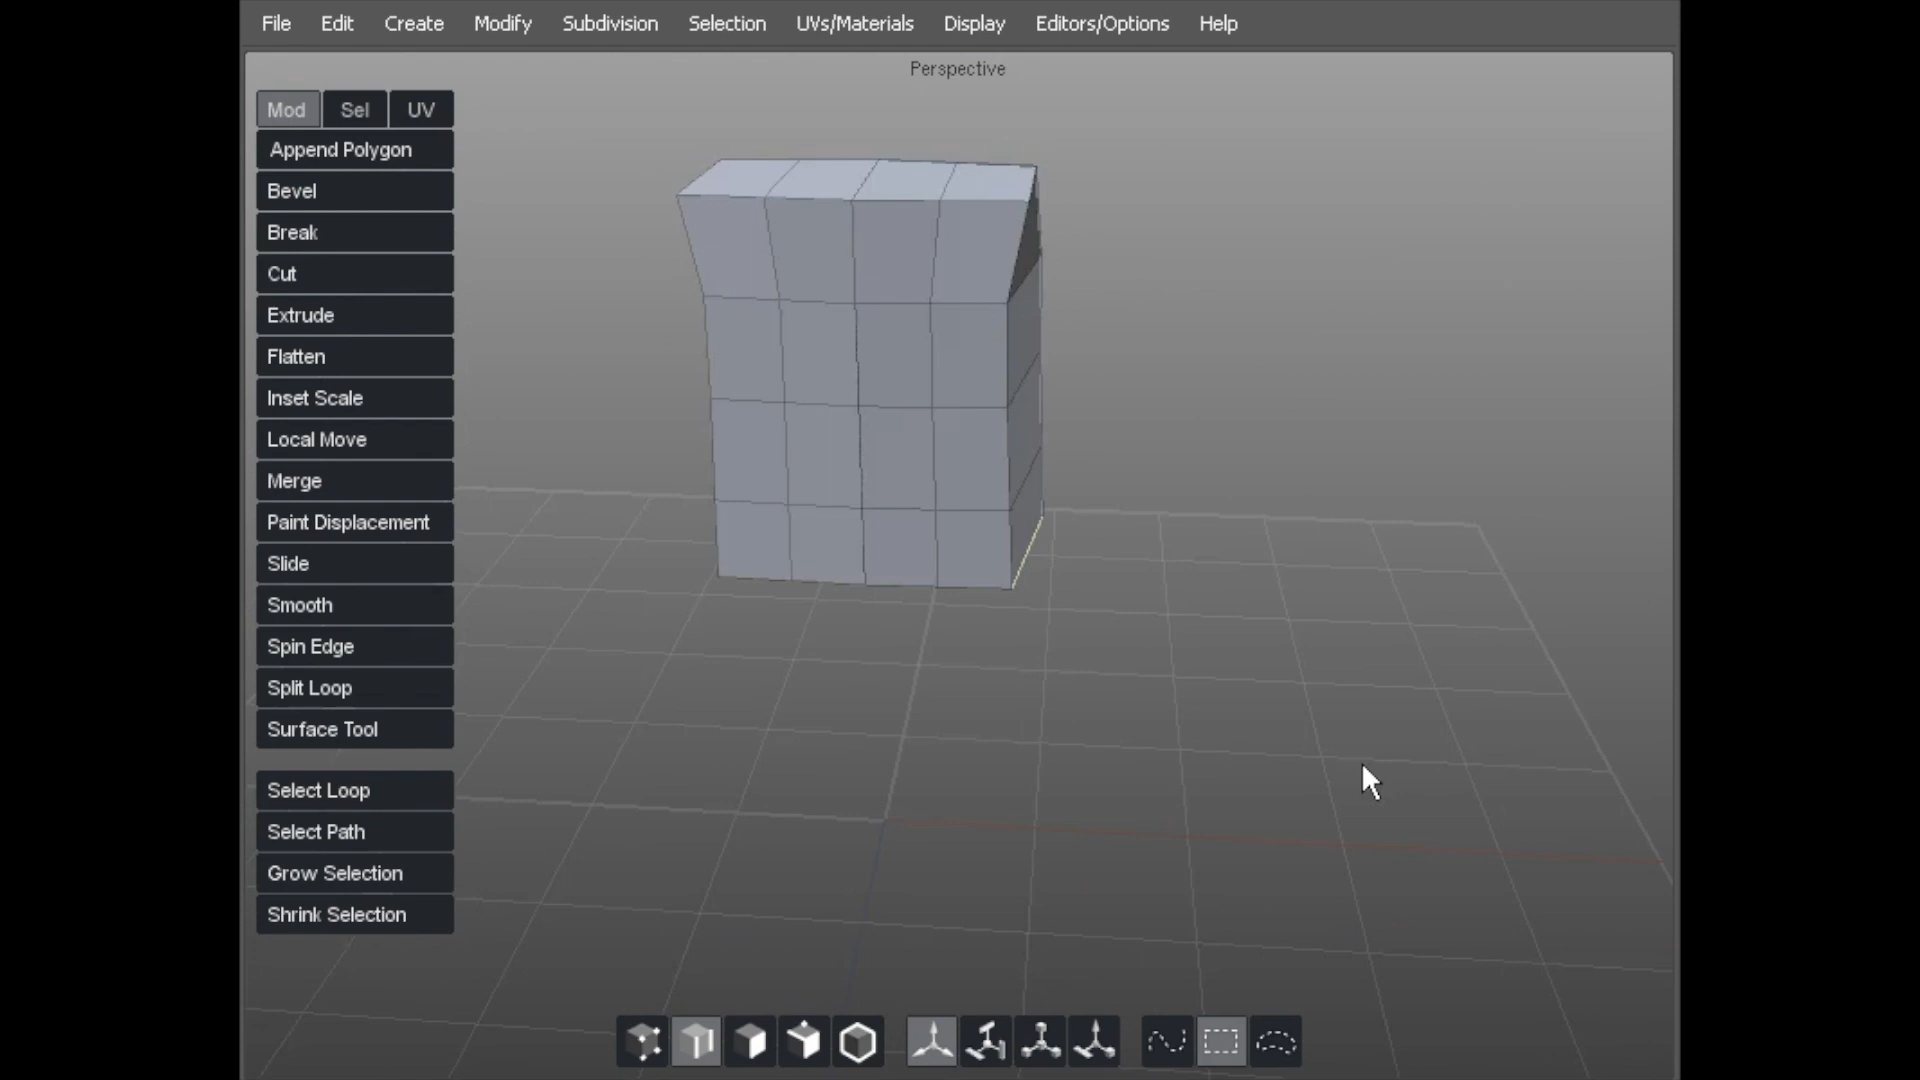 File Edit Create Modify Subdivision Selection UVs/Materials Display Editors/Options Help
Perspective
Mod Sel UV
Append Polygon
Bevel
Break
Cut
Extrude
Flatten
Inset Scale
Local Move
Merge
Paint Displacement
Slide
Smooth
Spin Edge
Split Loop
Surface Tool
Select Loop
Select Path
Grow Selection
Shrink Selection